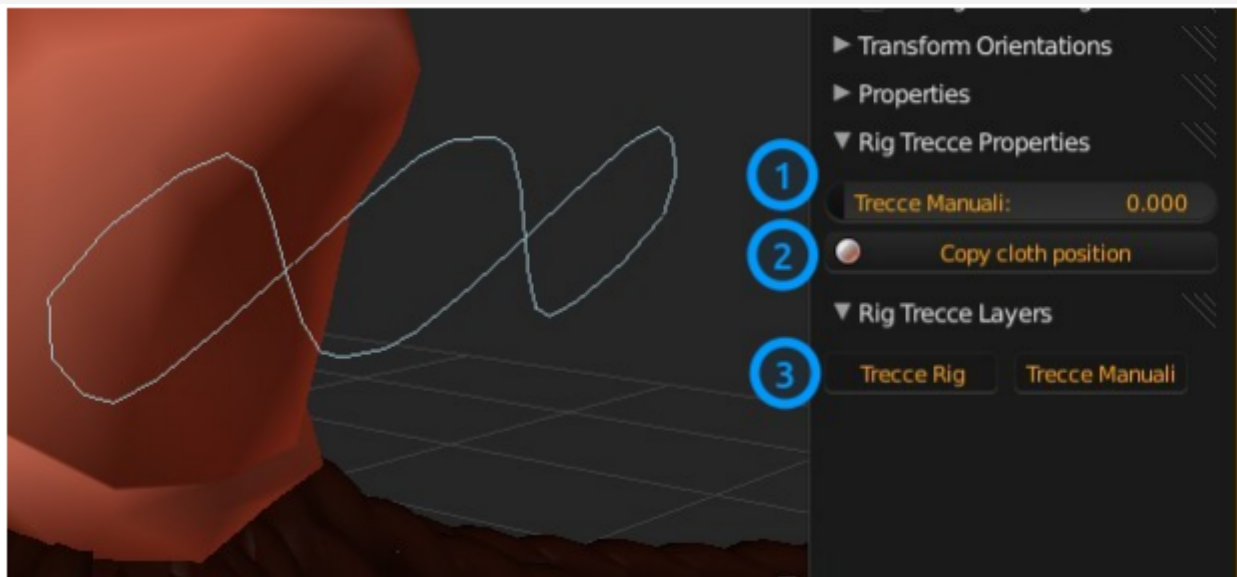 Transform Orientations
Properties
Rig Trecce Properties
1
Trecce Manuali: 0.000
2
Copy cloth position
Rig Trecce Layers
3
Trecce Rig Trecce Manuali